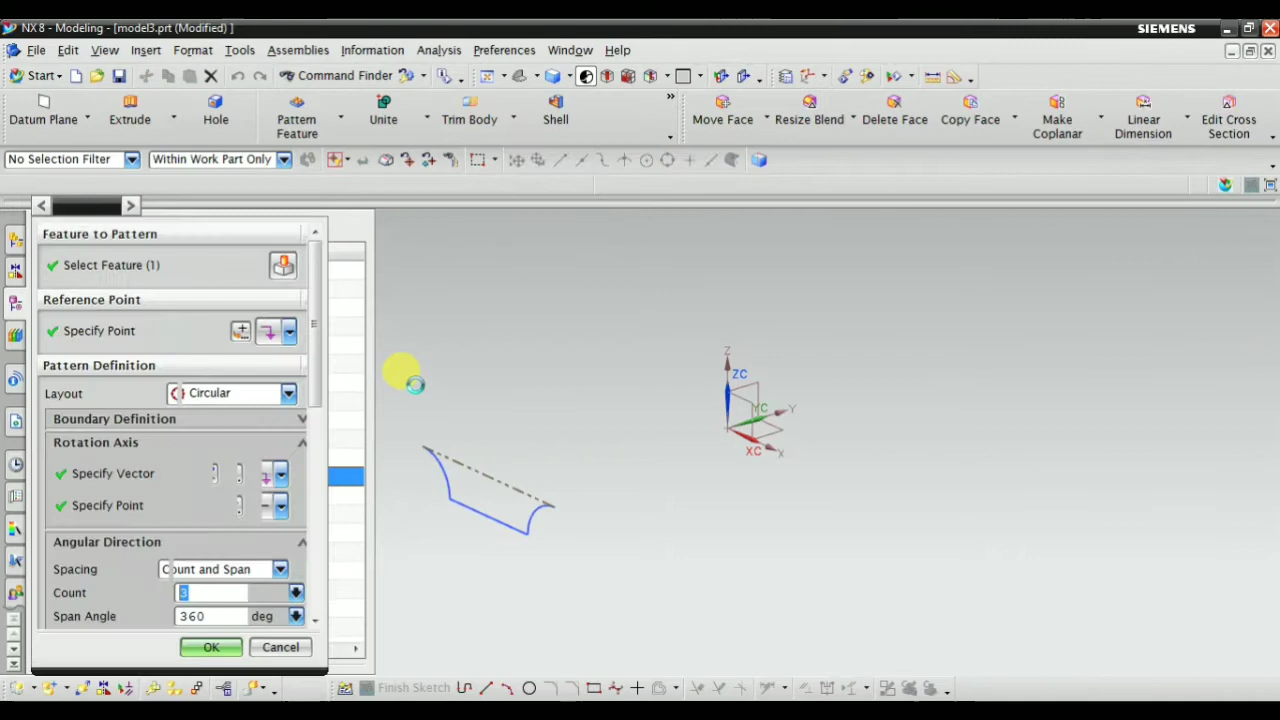 NX 8 - Modeling - [model3.prt (Modified) ]
SIEMENS
File Edit View Insert Format Tools Assemblies Information Analysis Preferences Window Help
Start Command Finder
Datum Plane Extrude Hole Pattern Feature Unite Trim Body Shell Move Face Resize Blend Delete Face Copy Face Make Coplanar Linear Dimension Edit Cross Section
No Selection Filter Within Work Part Only
Feature to Pattern
Select Feature (1)
Reference Point
Specify Point
Pattern Definition
Layout Circular
Boundary Definition
Rotation Axis
Specify Vector
Specify Point
Angular Direction
Spacing Count and Span
Count 3
Span Angle 360 deg
OK Cancel
Z
ZC
YC Y
XC X
Finish Sketch